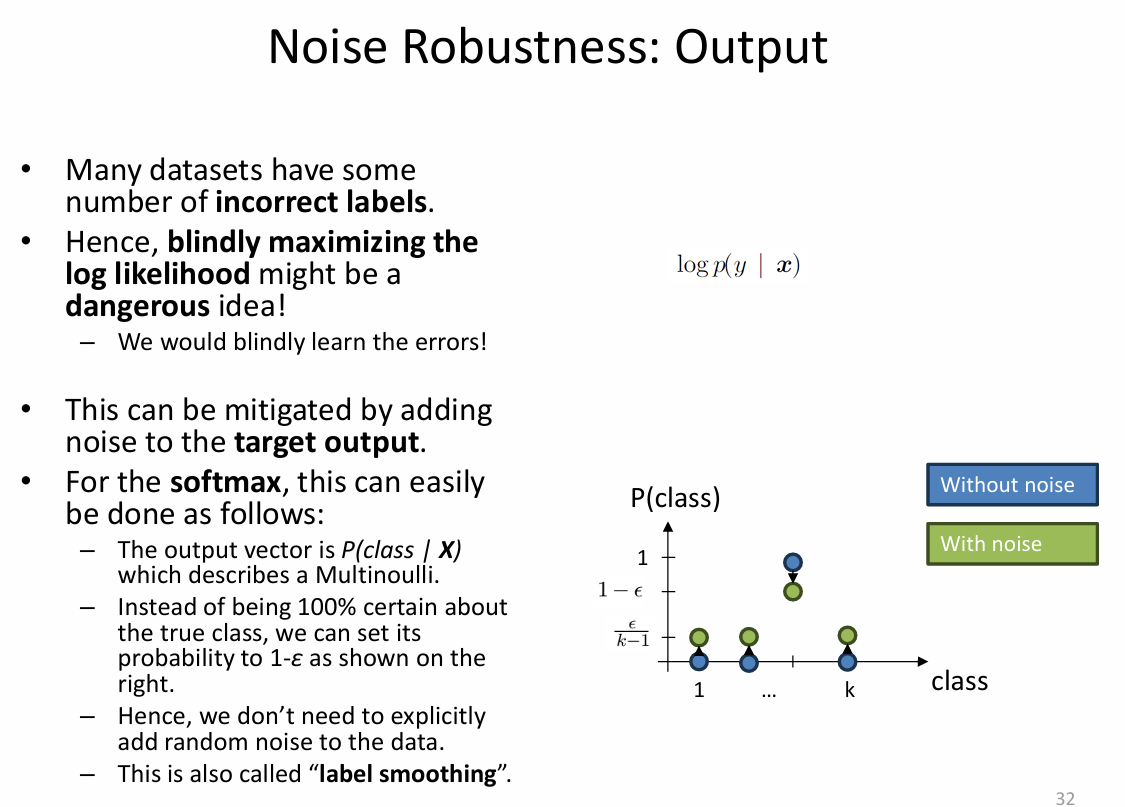 Noise Robustness: Output
• Many datasets have some
number of incorrect labels.
• Hence, blindly maximizing the
log likelihood might be a
dangerous idea!
– We would blindly learn the errors!
• This can be mitigated by adding
noise to the target output.
• For the softmax, this can easily
be done as follows:
– The output vector is P(class | X)
which describes a Multinoulli.
– Instead of being 100% certain about
the true class, we can set its
probability to 1-ε as shown on the
right.
– Hence, we don’t need to explicitly
add random noise to the data.
– This is also called “label smoothing”.
log p(y | x)
Without noise
With noise
P(class)
1
1 − ϵ
ϵ/(k−1)
1 … k
class
32